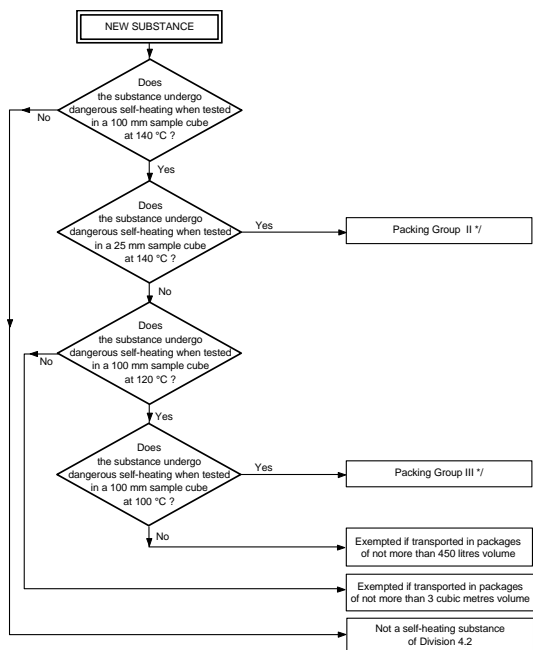 NEW SUBSTANCE
Does
the substance undergo
dangerous self-heating when tested
in a 100 mm sample cube
at 140 °C ?
No
Yes
Does
the substance undergo
dangerous self-heating when tested
in a 25 mm sample cube
at 140 °C ?
Yes
Packing Group II */
No
Does
the substance undergo
dangerous self-heating when tested
in a 100 mm sample cube
at 120 °C ?
No
Yes
Does
the substance undergo
dangerous self-heating when tested
in a 100 mm sample cube
at 100 °C ?
Yes
Packing Group III */
No
Exempted if transported in packages
of not more than 450 litres volume
Exempted if transported in packages
of not more than 3 cubic metres volume
Not a self-heating substance
of Division 4.2